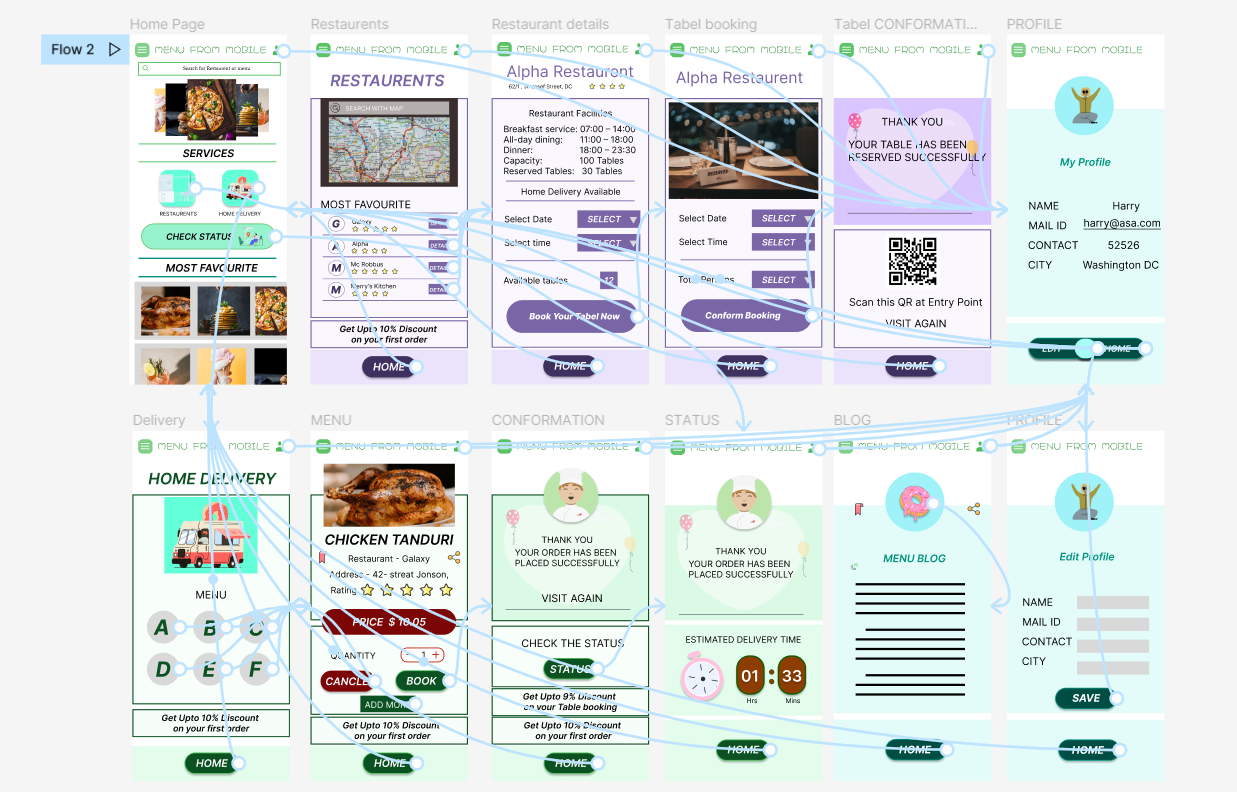 Flow 2
Home Page
MENU FROM MOBILE
Search for Restaurent or menu
SERVICES
RESTAURENTS
HOME DELIVERY
CHECK STATUS
MOST FAVOURITE
Restaurents
MENU FROM MOBILE
RESTAURENTS
SEARCH WITH MAP
MOST FAVOURITE
G
Galaxy
A
Alpha
M
Mc Robbus
M
Merry's Kitchen
Get Upto 10% Discount
on your first order
HOME
Restaurant details
MENU FROM MOBILE
Alpha Restaurent
Restaurant Facilities
Breakfast service: 07:00 – 14:00
All-day dining: 11:00 – 18:00
Dinner: 18:00 – 23:30
Capacity: 100 Tables
Reserved Tables: 30 Tables
Home Delivery Available
Select Date SELECT
Select time SELECT
Available tables 12
Book Your Tabel Now
HOME
Tabel booking
MENU FROM MOBILE
Alpha Restaurent
RESERVED
Select Date SELECT
Select Time SELECT
Total Persons SELECT
Conform Booking
HOME
Tabel CONFORMATI...
MENU FROM MOBILE
THANK YOU
YOUR TABLE HAS BEEN
RESERVED SUCCESSFULLY
Scan this QR at Entry Point
VISIT AGAIN
HOME
PROFILE
MENU FROM MOBILE
My Profile
NAME Harry
MAIL ID harry@asa.com
CONTACT 52526
CITY Washington DC
EDIT
HOME
Delivery
MENU FROM MOBILE
HOME DELIVERY
MENU
A B C
D E F
Get Upto 10% Discount
on your first order
HOME
MENU
MENU FROM MOBILE
CHICKEN TANDURI
Restaurant - Galaxy
Address - 42- streat Jonson,
Rating
PRICE $ 10.05
QUANTITY - 1 +
CANCLE
BOOK
ADD MORE
Get Upto 10% Discount
on your first order
HOME
CONFORMATION
MENU FROM MOBILE
THANK YOU
YOUR ORDER HAS BEEN
PLACED SUCCESSFULLY
VISIT AGAIN
CHECK THE STATUS
STATUS
Get Upto 9% Discount
on your Table booking
Get Upto 10% Discount
on your first order
HOME
STATUS
MENU FROM MOBILE
THANK YOU
YOUR ORDER HAS BEEN
PLACED SUCCESSFULLY
ESTIMATED DELIVERY TIME
01 : 33
Hrs Mins
HOME
BLOG
MENU FROM MOBILE
MENU BLOG
HOME
PROFILE
MENU FROM MOBILE
Edit Profile
NAME
MAIL ID
CONTACT
CITY
SAVE
HOME